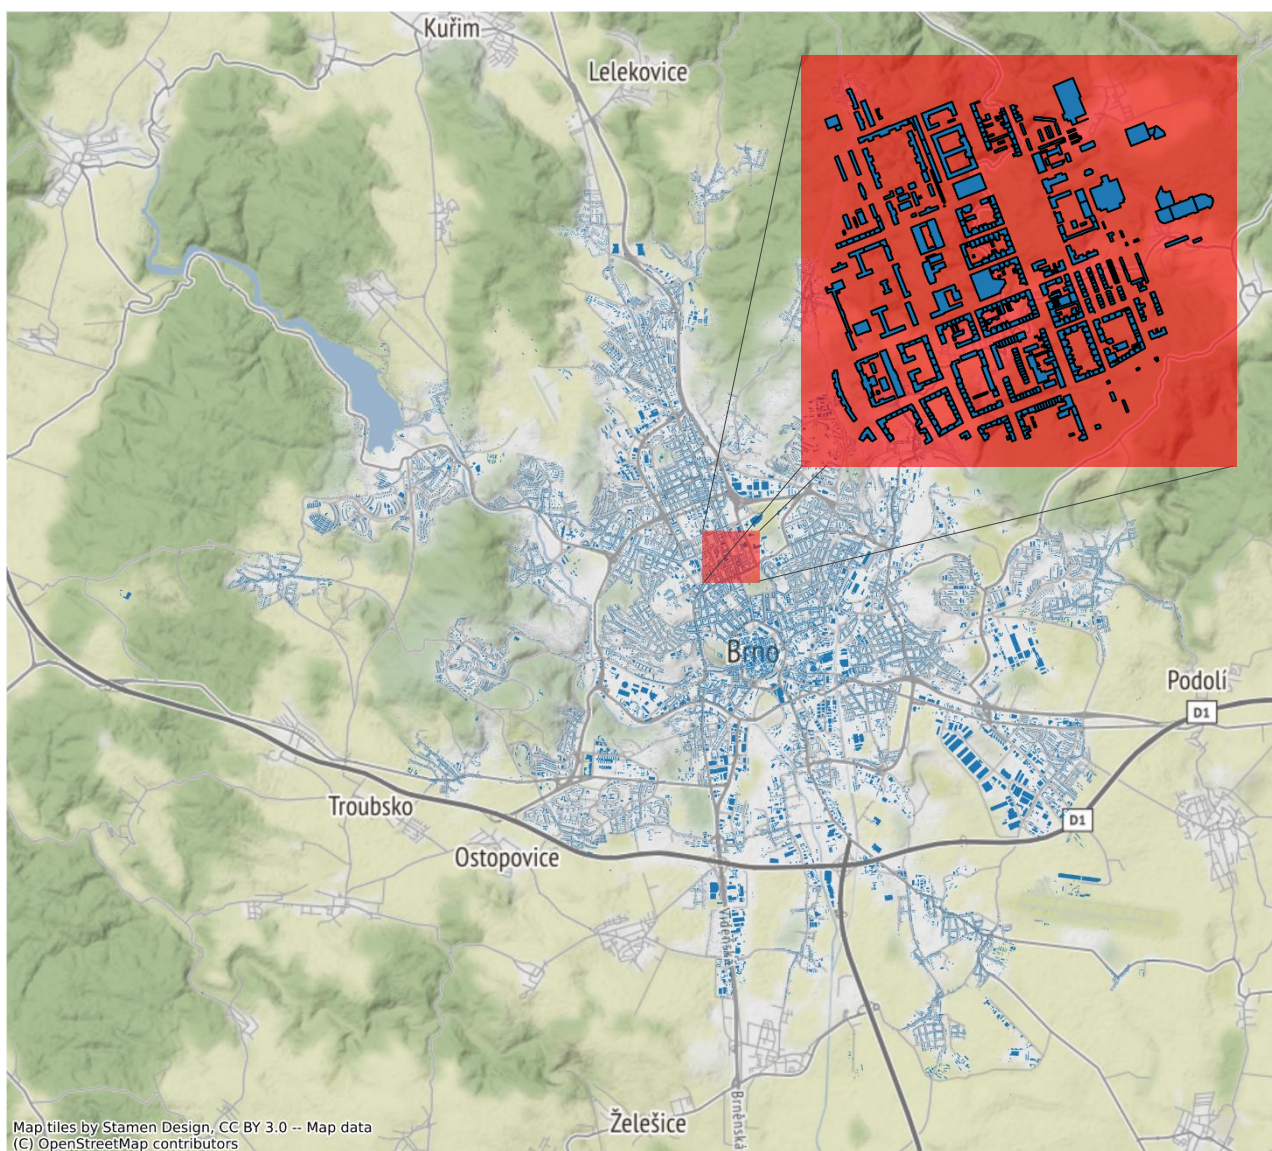 Kuřim
Lelekovice
Brno
Podolí
D1
D1
Troubsko
Ostopovice
Vídeňská
Želešice
Brněnská
Map tiles by Stamen Design, CC BY 3.0 -- Map data
(C) OpenStreetMap contributors